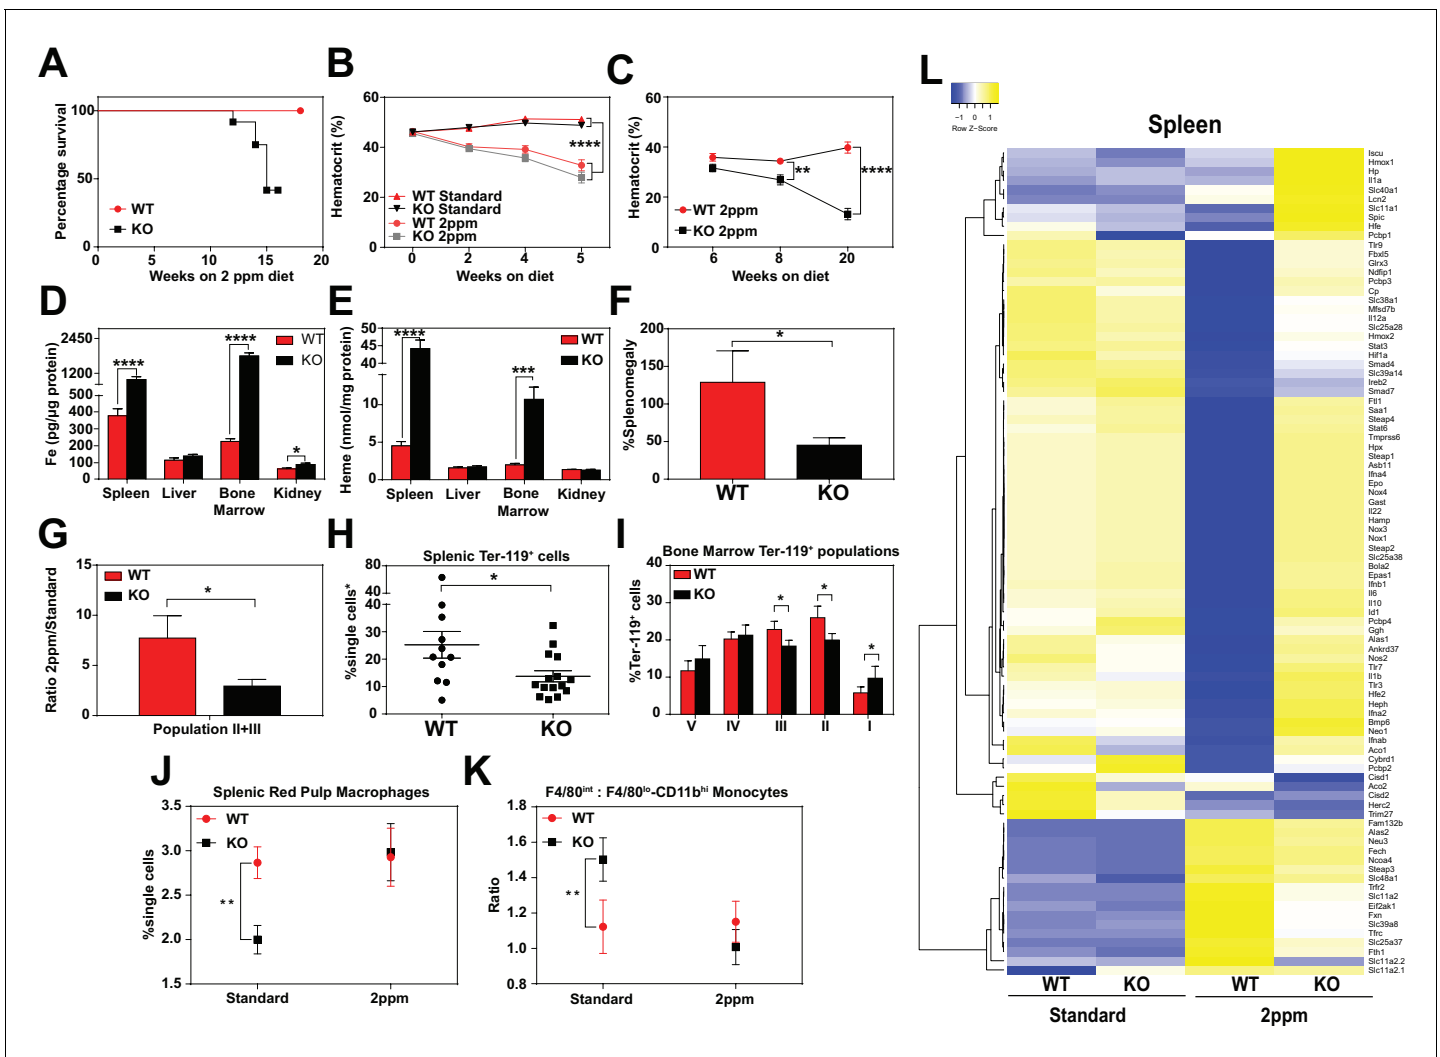 A
100
50
0
Percentage survival
WT
KO
0
5
10
15
20
Weeks on 2 ppm diet
B
60
40
20
0
Hematocrit (%)
****
WT Standard
KO Standard
WT 2ppm
KO 2ppm
0
2
4
5
Weeks on diet
C
60
40
20
0
Hematocrit (%)
**
****
WT 2ppm
KO 2ppm
6
8
20
Weeks on diet
D
2450
1200
500
400
300
200
100
0
Fe (pg/µg protein)
****
****
*
WT
KO
Spleen
Liver
Bone
Marrow
Kidney
E
50
45
40
35
10
5
0
Heme (nmol/mg protein)
****
***
WT
KO
Spleen
Liver
Bone
Marrow
Kidney
F
200
150
100
50
0
%Splenomegaly
*
WT
KO
G
15
10
5
0
Ratio 2ppm/Standard
WT
KO
*
Population II+III
H
Splenic Ter-119⁺ cells
80
60
40
30
20
10
0
%single cells*
*
WT
KO
I
Bone Marrow Ter-119⁺ populations
40
30
20
10
0
%Ter-119⁺ cells
WT
KO
*
*
*
V
IV
III
II
I
J
Splenic Red Pulp Macrophages
3.5
3.0
2.5
2.0
1.5
%single cells
WT
KO
**
Standard
2ppm
K
F4/80ⁱⁿᵗ : F4/80ˡᵒ-CD11bʰⁱ Monocytes
1.8
1.6
1.4
1.2
1.0
0.8
Ratio
WT
KO
**
Standard
2ppm
L
−1 0 1
Row Z−Score
Spleen
Iscu
Hmox1
Hp
Il1a
Slc40a1
Lcn2
Slc11a1
Spic
Hfe
Pcbp1
Tlr9
Fbxl5
Glrx3
Ndfip1
Pcbp3
Cp
Slc38a1
Mfsd7b
Il12a
Slc25a28
Hmox2
Stat3
Hif1a
Smad4
Slc39a14
Ireb2
Smad7
Ftl1
Saa1
Steap4
Stat6
Tmprss6
Hpx
Steap1
Asb11
Ifna4
Epo
Nox4
Gast
Il22
Hamp
Nox3
Nox1
Steap2
Slc25a38
Bola2
Epas1
Ifnb1
Il6
Il10
Id1
Pcbp4
Ggh
Alas1
Ankrd37
Nos2
Tlr7
Il1b
Tlr3
Hfe2
Heph
Ifna2
Bmp6
Neo1
Ifnab
Aco1
Cybrd1
Pcbp2
Cisd1
Aco2
Cisd2
Herc2
Trim27
Fam132b
Alas2
Neu3
Fech
Ncoa4
Steap3
Slc48a1
Trfr2
Slc11a2
Eif2ak1
Fxn
Slc39a8
Tfrc
Slc25a37
Fth1
Slc11a2.2
Slc11a2.1
WT
KO
WT
KO
Standard
2ppm